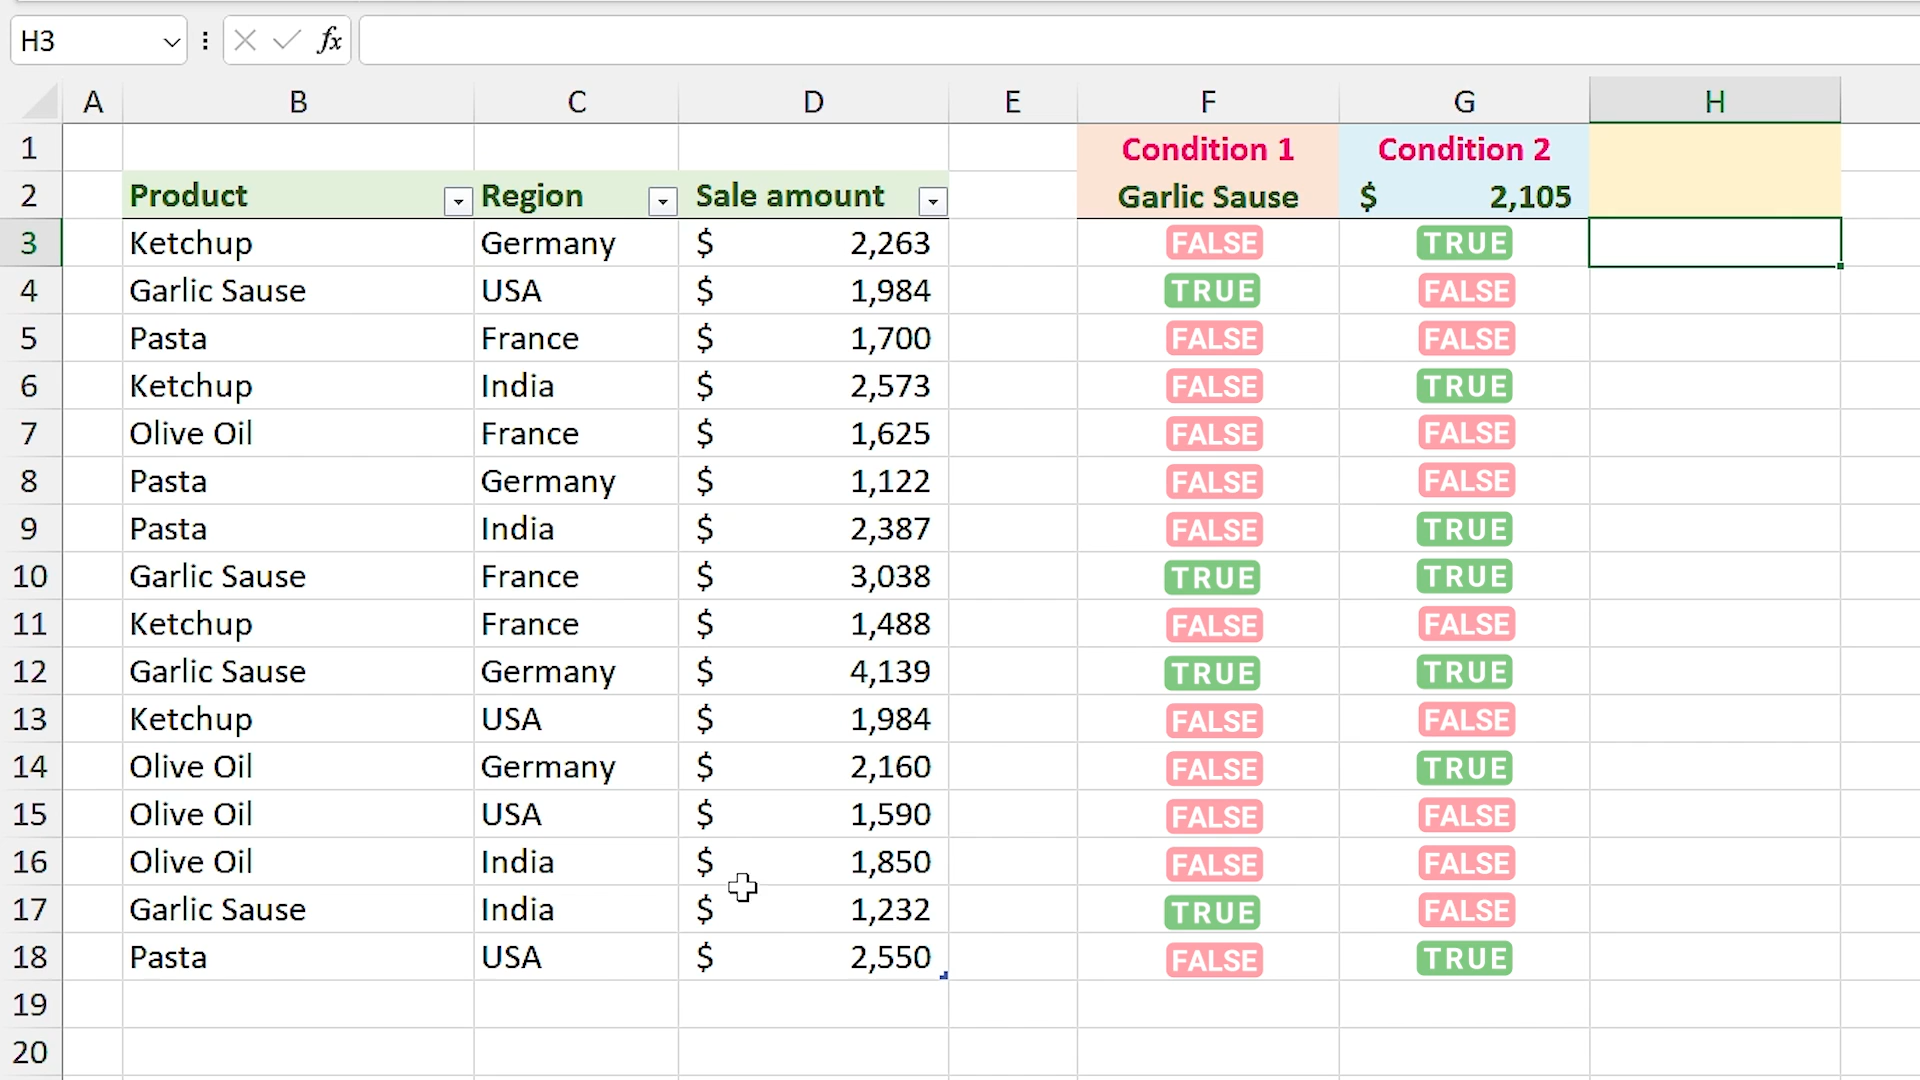 H3 fx
A B C D E F G H
1 Condition 1 Condition 2
2 Product Region Sale amount Garlic Sause $ 2,105
3 Ketchup Germany $ 2,263 FALSE TRUE
4 Garlic Sause USA $ 1,984 TRUE FALSE
5 Pasta France $ 1,700 FALSE FALSE
6 Ketchup India $ 2,573 FALSE TRUE
7 Olive Oil France $ 1,625 FALSE FALSE
8 Pasta Germany $ 1,122 FALSE FALSE
9 Pasta India $ 2,387 FALSE TRUE
10 Garlic Sause France $ 3,038 TRUE TRUE
11 Ketchup France $ 1,488 FALSE FALSE
12 Garlic Sause Germany $ 4,139 TRUE TRUE
13 Ketchup USA $ 1,984 FALSE FALSE
14 Olive Oil Germany $ 2,160 FALSE TRUE
15 Olive Oil USA $ 1,590 FALSE FALSE
16 Olive Oil India $ 1,850 FALSE FALSE
17 Garlic Sause India $ 1,232 TRUE FALSE
18 Pasta USA $ 2,550 FALSE TRUE
19
20